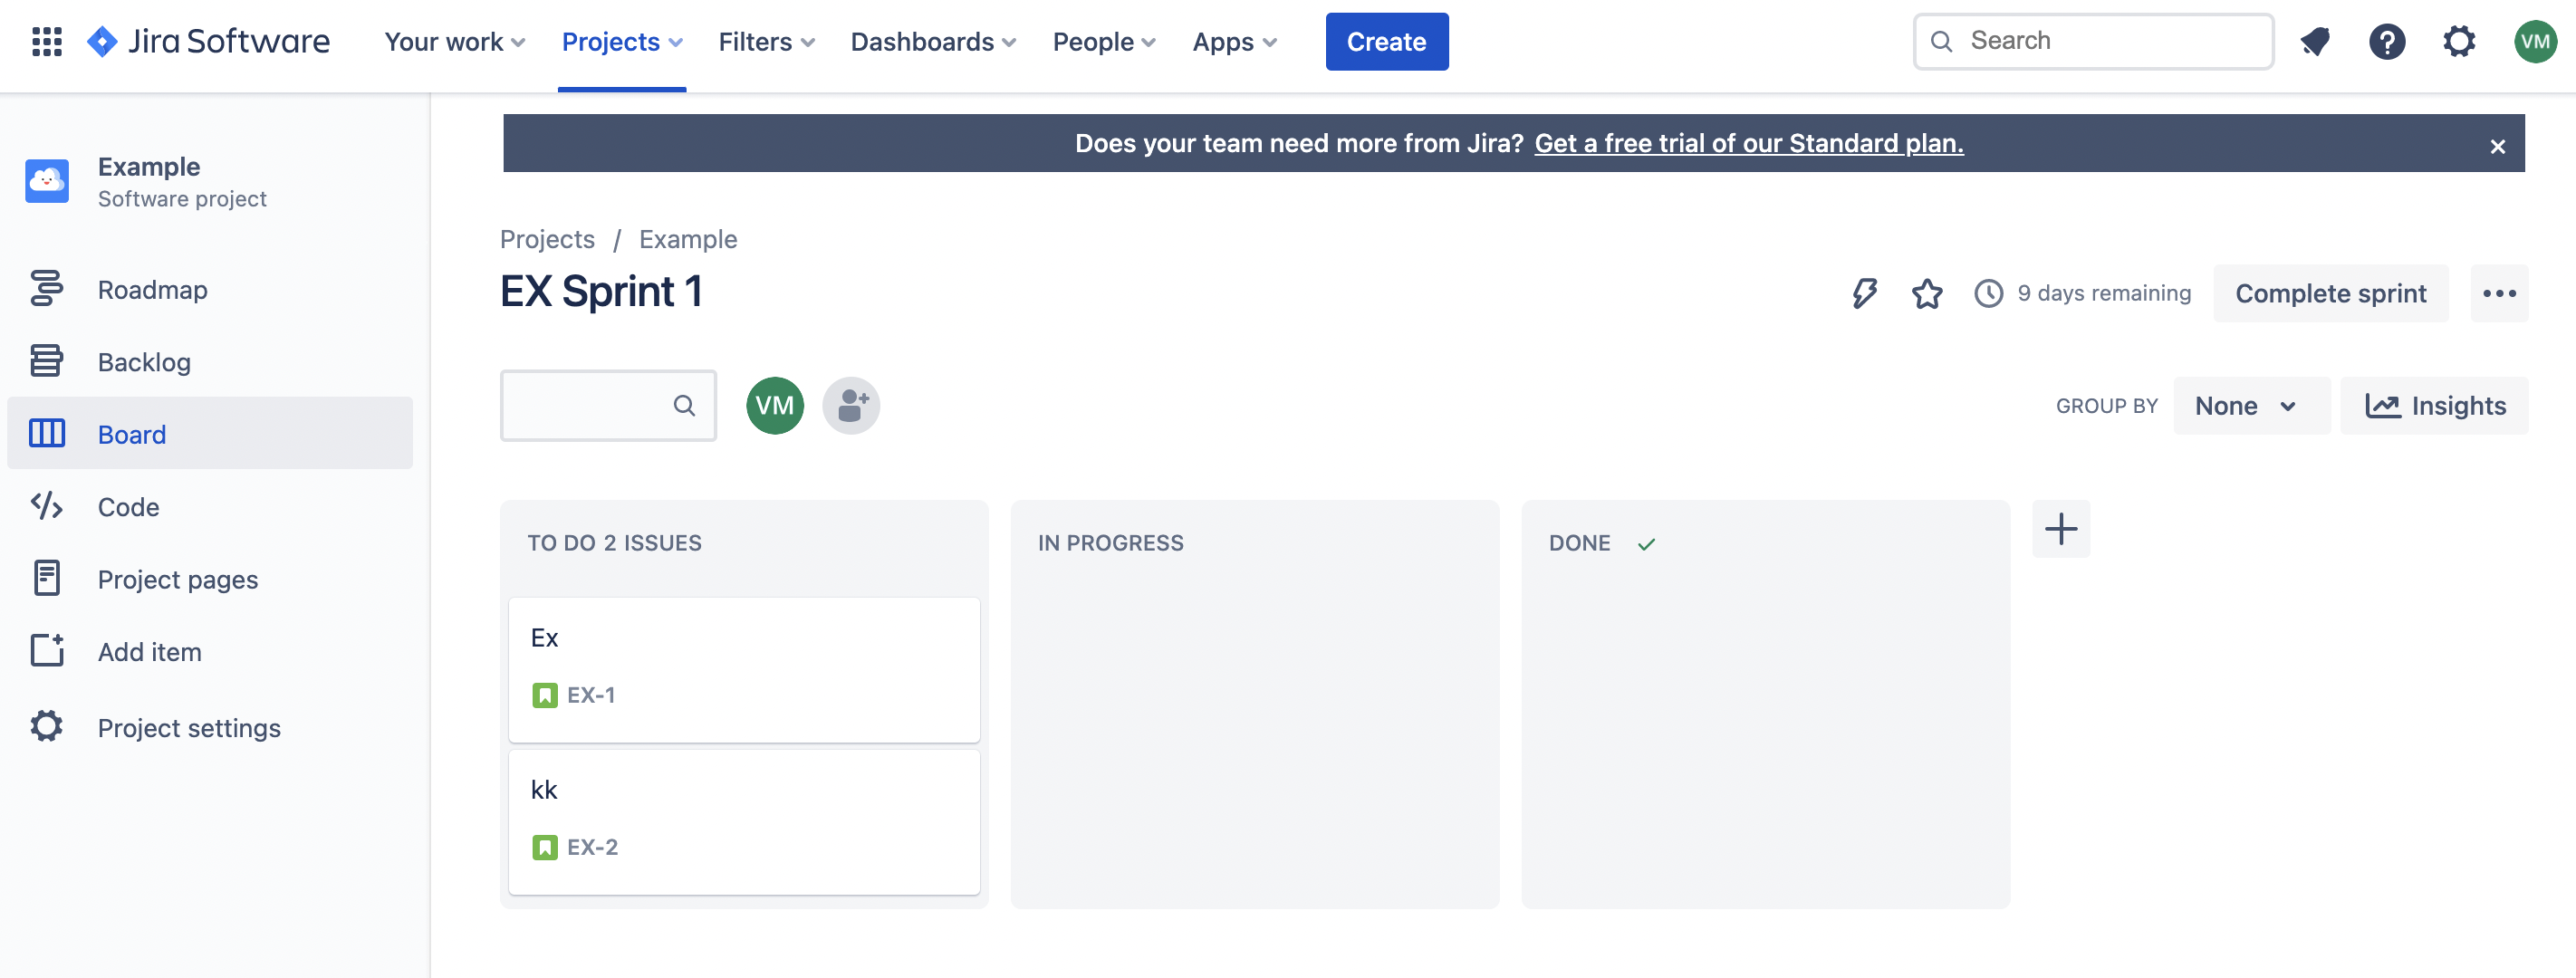 Jira Software
Your work
Projects
Filters
Dashboards
People
Apps
Create
Search
VM
Does your team need more from Jira? Get a free trial of our Standard plan.
Example
Software project
Roadmap
Backlog
Board
Code
Project pages
Add item
Project settings
Projects / Example
EX Sprint 1
9 days remaining
Complete sprint
VM
GROUP BY
None
Insights
TO DO 2 ISSUES
Ex
EX-1
kk
EX-2
IN PROGRESS
DONE